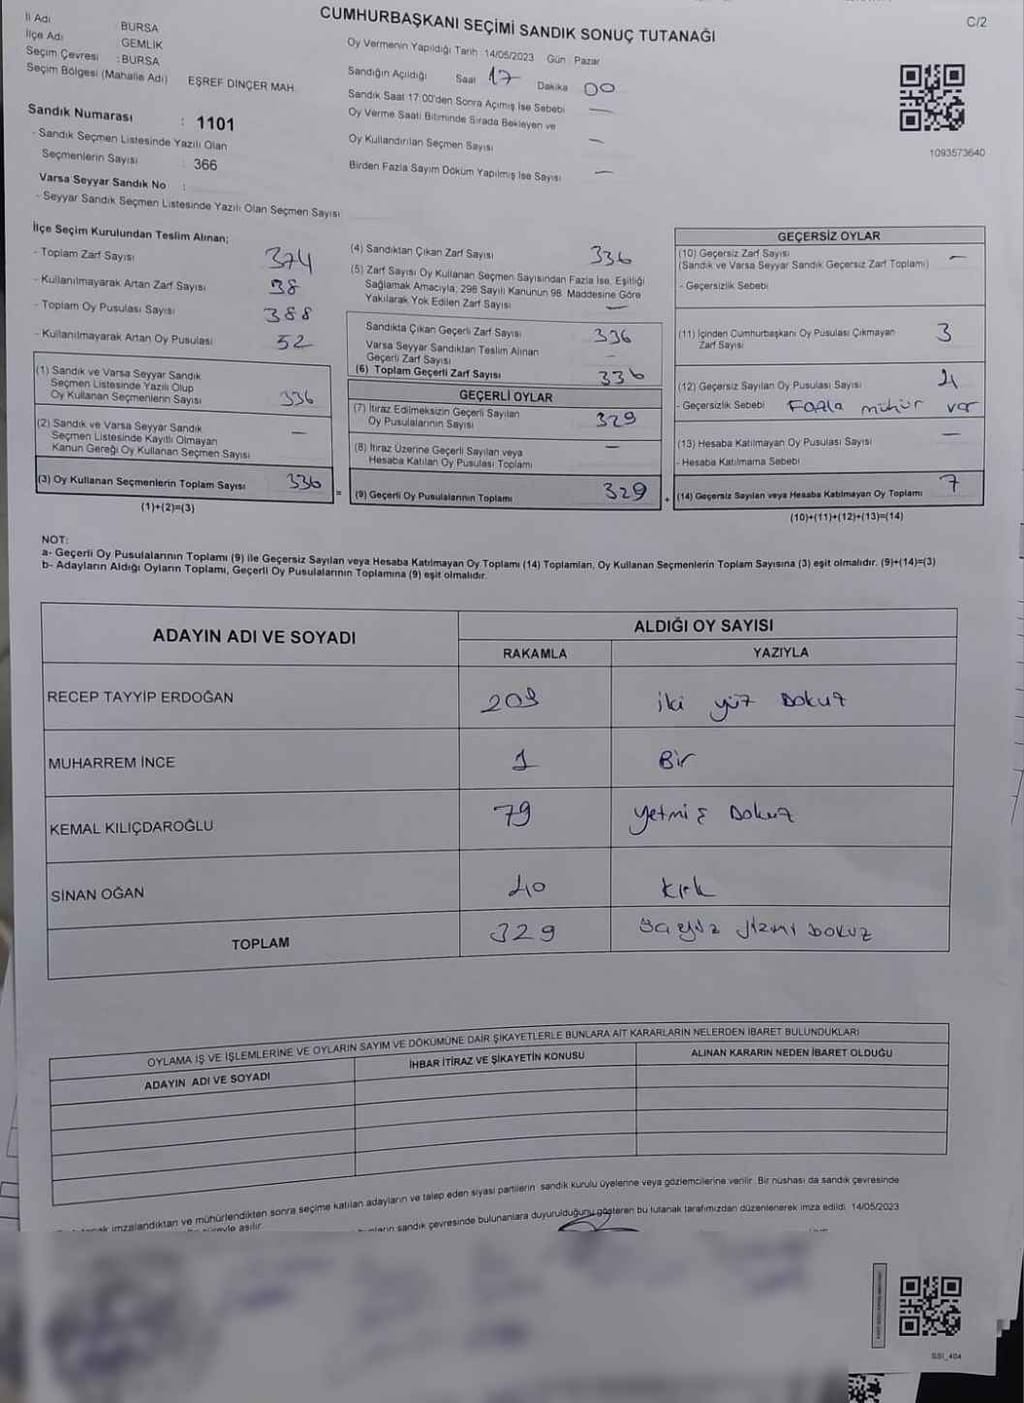 İl Adı : BURSA
İlçe Adı : GEMLİK
Seçim Çevresi : BURSA
Seçim Bölgesi (Mahalle Adı) EŞREF DİNÇER MAH.
Sandık Numarası : 1101
- Sandık Seçmen Listesinde Yazılı Olan
Seçmenlerin Sayısı : 366
Varsa Seyyar Sandık No :
- Seyyar Sandık Seçmen Listesinde Yazılı Olan Seçmen Sayısı
CUMHURBAŞKANI SEÇİMİ SANDIK SONUÇ TUTANAĞI
C/2
Oy Vermenin Yapıldığı Tarih 14/05/2023 Gün : Pazar
Sandığın Açıldığı Saat 17 Dakika 00
Sandık Saat 17:00'den Sonra Açımış İse Sebebi —
Oy Verme Saati Bitiminde Sırada Bekleyen ve
Oy Kullandırılan Seçmen Sayısı —
Birden Fazla Sayım Döküm Yapılmış İse Sayısı —
1093573640
İlçe Seçim Kurulundan Teslim Alınan;
- Toplam Zarf Sayısı 374
- Kullanılmayarak Artan Zarf Sayısı 38
- Toplam Oy Pusulası Sayısı 388
- Kullanılmayarak Artan Oy Pusulası 52
(1) Sandık ve Varsa Seyyar Sandık
Seçmen Listesinde Yazılı Olup
Oy Kullanan Seçmenlerin Sayısı 336
(2) Sandık ve Varsa Seyyar Sandık
Seçmen Listesinde Kayıtlı Olmayan
Kanun Gereği Oy Kullanan Seçmen Sayısı —
(3) Oy Kullanan Seçmenlerin Toplam Sayısı 336
(1)+(2)=(3)
(4) Sandıktan Çıkan Zarf Sayısı 336
(5) Zarf Sayısı Oy Kullanan Seçmen Sayısından Fazla İse, Eşitliği
Sağlamak Amacıyla, 298 Sayılı Kanunun 98. Maddesine Göre
Yakılarak Yok Edilen Zarf Sayısı —
Sandıkta Çıkan Geçerli Zarf Sayısı 336
Varsa Seyyar Sandıktan Teslim Alınan
Geçerli Zarf Sayısı —
(6) Toplam Geçerli Zarf Sayısı 336
GEÇERLİ OYLAR
(7) İtiraz Edilmeksizin Geçerli Sayılan
Oy Pusulalarının Sayısı 329
(8) İtiraz Üzerine Geçerli Sayılan veya
Hesaba Katılan Oy Pusulası Toplamı —
= (9) Geçerli Oy Pusulalarının Toplamı 329
GEÇERSİZ OYLAR
(10) Geçersiz Zarf Sayısı —
(Sandık ve Varsa Seyyar Sandık Geçersiz Zarf Toplamı)
- Geçersizlik Sebebi
(11) İçinden Cumhurbaşkanı Oy Pusulası Çıkmayan 3
Zarf Sayısı
(12) Geçersiz Sayılan Oy Pusulası Sayısı 4
- Geçersizlik Sebebi Fazla mühür var
(13) Hesaba Katılmayan Oy Pusulası Sayısı —
- Hesaba Katılmama Sebebi
+ (14) Geçersiz Sayılan veya Hesaba Katılmayan Oy Toplamı 7
(10)+(11)+(12)+(13)=(14)
NOT:
a- Geçerli Oy Pusulalarının Toplamı (9) ile Geçersiz Sayılan veya Hesaba Katılmayan Oy Toplamı (14) Toplamları, Oy Kullanan Seçmenlerin Toplam Sayısına (3) eşit olmalıdır. (9)+(14)=(3)
b- Adayların Aldığı Oyların Toplamı, Geçerli Oy Pusulalarının Toplamına (9) eşit olmalıdır.
ADAYIN ADI VE SOYADI ALDIĞI OY SAYISI
RAKAMLA YAZIYLA
RECEP TAYYİP ERDOĞAN 209 iki yüz Dokuz
MUHARREM İNCE 1 Bir
KEMAL KILIÇDAROĞLU 79 yetmiş Dokuz
SİNAN OĞAN 40 kırk
TOPLAM 329
OYLAMA İŞ VE İŞLEMLERİNE VE OYLARIN SAYIM VE DÖKÜMÜNE DAİR ŞİKAYETLERLE BUNLARA AİT KARARLARIN NELERDEN İBARET BULUNDUKLARI
ADAYIN ADI VE SOYADI İHBAR İTİRAZ VE ŞİKAYETİN KONUSU ALINAN KARARIN NEDEN İBARET OLDUĞU
imzalandıktan ve mühürlendikten sonra seçime katılan adayların ve talep eden siyasi partilerin sandık kurulu üyelerine veya gözlemcilerine verilir. Bir nüshası da sandık çevresinde
asılır. sandık çevresinde bulunanlara duyurulduğunu gösteren bu tutanak tarafımızdan düzenlenerek imza edildi. 14/05/2023